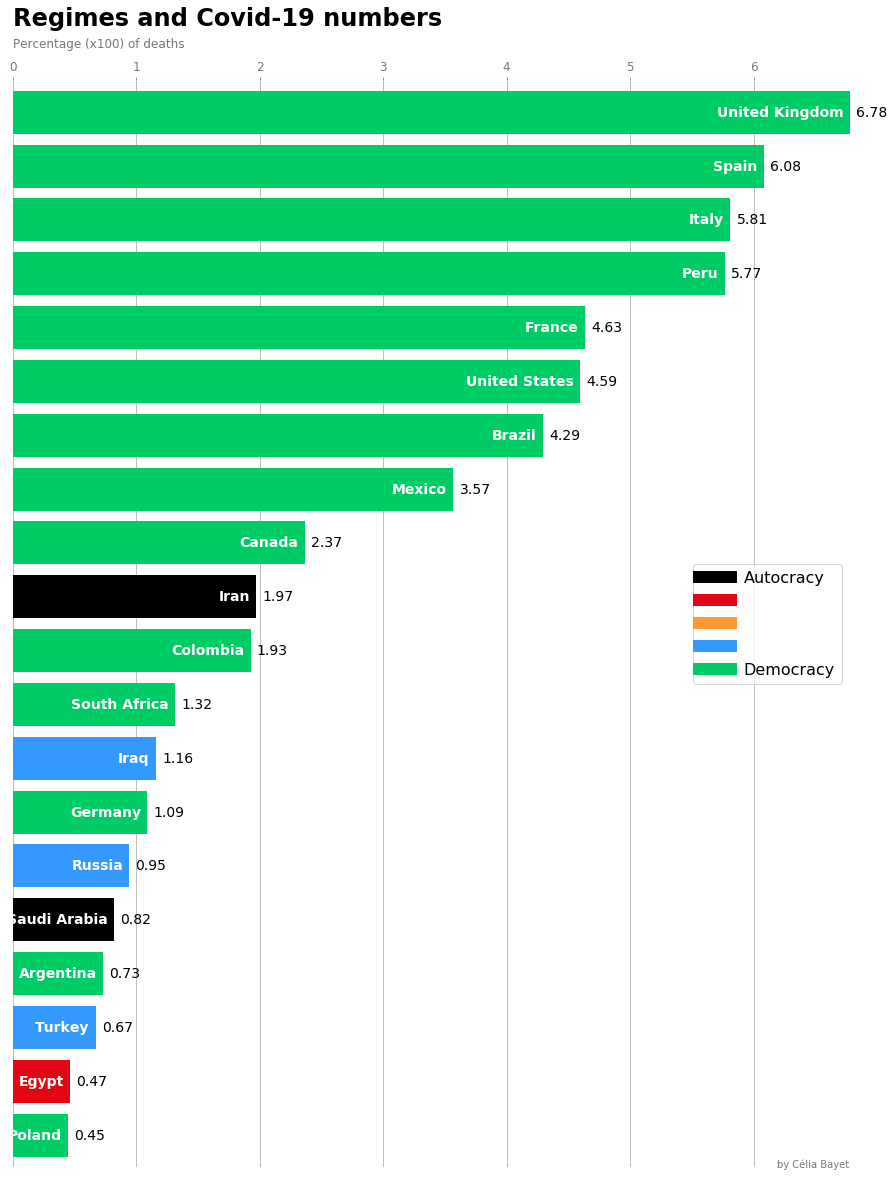 Regimes and Covid-19 numbers
Percentage (x100) of deaths
0 1 2 3 4 5 6
United Kingdom 6.78
Spain 6.08
Italy 5.81
Peru 5.77
France 4.63
United States 4.59
Brazil 4.29
Mexico 3.57
Canada 2.37
Autocracy
Iran 1.97
Colombia 1.93
Democracy
South Africa 1.32
Iraq 1.16
Germany 1.09
Russia 0.95
Saudi Arabia 0.82
Argentina 0.73
Turkey 0.67
Egypt 0.47
Poland 0.45
by Célia Bayet